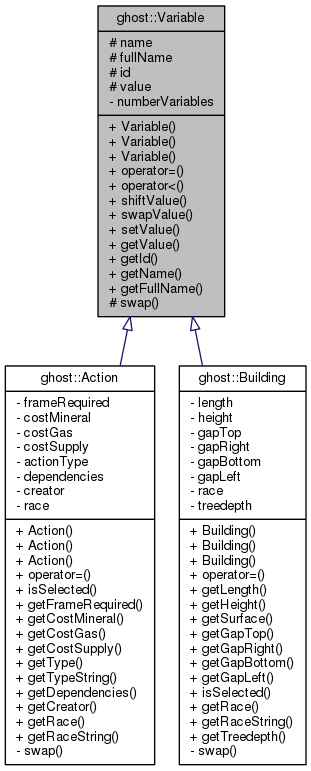 ghost::Variable
# name
# fullName
# id
# value
- numberVariables
+ Variable()
+ Variable()
+ Variable()
+ operator=()
+ operator<()
+ shiftValue()
+ swapValue()
+ setValue()
+ getValue()
+ getId()
+ getName()
+ getFullName()
# swap()
ghost::Action
- frameRequired
- costMineral
- costGas
- costSupply
- actionType
- dependencies
- creator
- race
+ Action()
+ Action()
+ Action()
+ operator=()
+ isSelected()
+ getFrameRequired()
+ getCostMineral()
+ getCostGas()
+ getCostSupply()
+ getType()
+ getTypeString()
+ getDependencies()
+ getCreator()
+ getRace()
+ getRaceString()
- swap()
ghost::Building
- length
- height
- gapTop
- gapRight
- gapBottom
- gapLeft
- race
- treedepth
+ Building()
+ Building()
+ Building()
+ operator=()
+ getLength()
+ getHeight()
+ getSurface()
+ getGapTop()
+ getGapRight()
+ getGapBottom()
+ getGapLeft()
+ isSelected()
+ getRace()
+ getRaceString()
+ getTreedepth()
- swap()